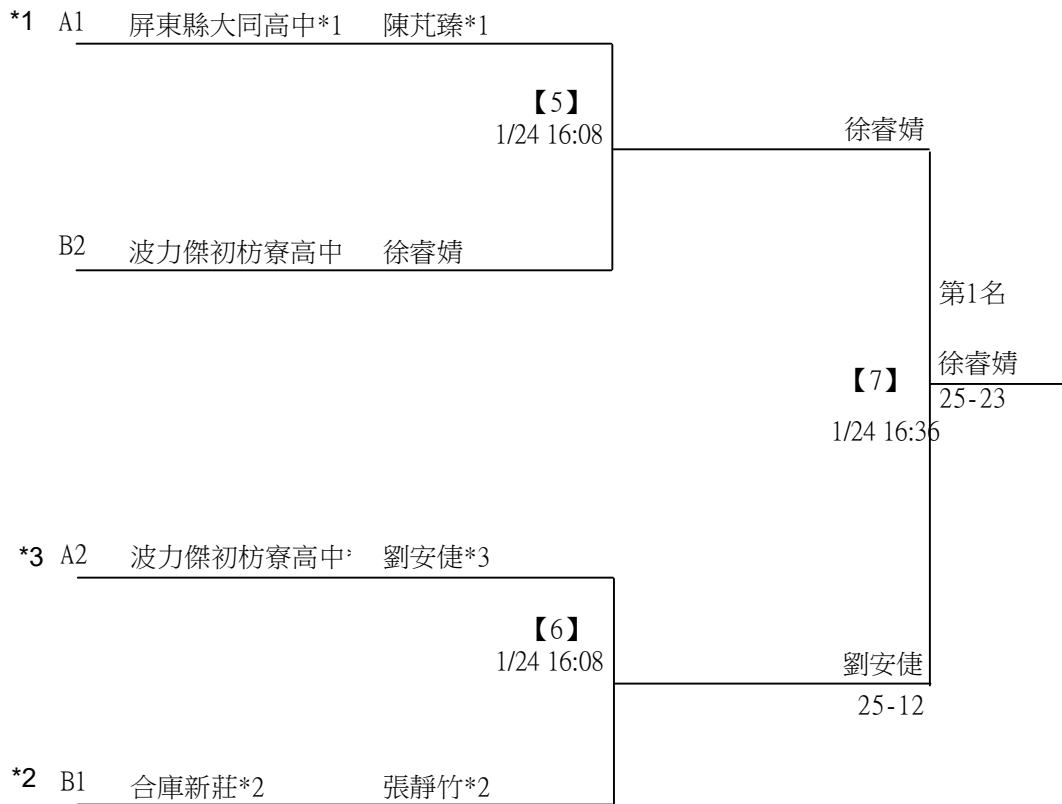 *1 A1 屏東縣大同高中*1 陳芃臻*1
【5】
1/24 16:08
徐睿婧
B2 波力傑初枋寮高中 徐睿婧
第1名
徐睿婧
【7】
25-23
1/24 16:36
*3 A2 波力傑初枋寮高中* 劉安倢*3
【6】
1/24 16:08
劉安倢
25-12
*2 B1 合庫新莊*2 張靜竹*2